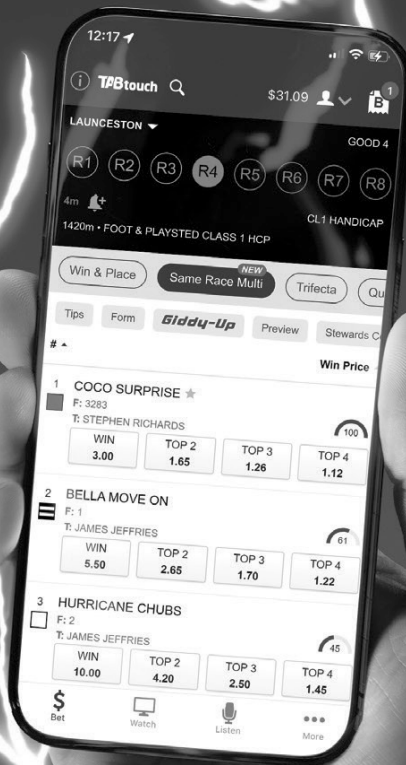 12:17
TABtouch
$31.09
B
1
LAUNCESTON
GOOD 4
R1 R2 R3 R4 R5 R6 R7 R8
4m
CL1 HANDICAP
1420m • FOOT & PLAYSTED CLASS 1 HCP
NEW
Win & Place Same Race Multi Trifecta Qu
Tips Form Giddy-Up Preview Stewards C
#
Win Price
1 COCO SURPRISE
F: 3283
T: STEPHEN RICHARDS
100
WIN TOP 2 TOP 3 TOP 4
3.00 1.65 1.26 1.12
2 BELLA MOVE ON
F: 1
T: JAMES JEFFRIES
61
WIN TOP 2 TOP 3 TOP 4
5.50 2.65 1.70 1.22
3 HURRICANE CHUBS
F: 2
T: JAMES JEFFRIES
45
WIN TOP 2 TOP 3 TOP 4
10.00 4.20 2.50 1.45
$
Bet Watch Listen More